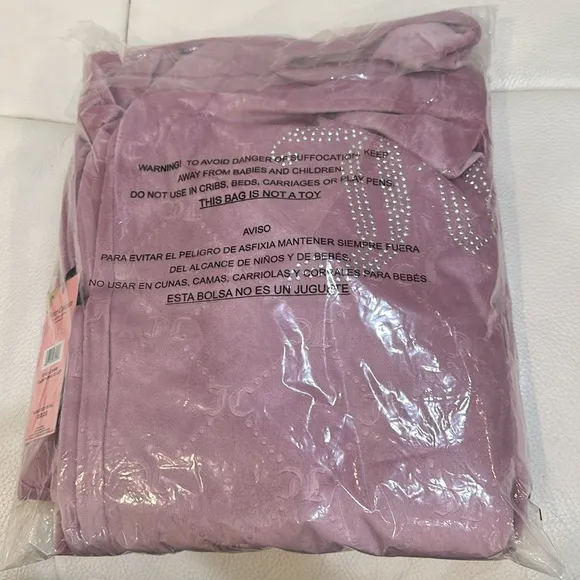 WARNING! TO AVOID DANGER OF SUFFOCATION, KEEP
AWAY FROM BABIES AND CHILDREN.
DO NOT USE IN CRIBS, BEDS, CARRIAGES OR PLAY PENS.
THIS BAG IS NOT A TOY
AVISO
PARA EVITAR EL PELIGRO DE ASFIXIA MANTENER SIEMPRE FUERA
DEL ALCANCE DE NIÑOS Y DE BEBÉS.
NO USAR EN CUNAS, CAMAS, CARRIOLAS Y CORRALES PARA BEBÉS.
ESTA BOLSA NO ES UN JUGUETE
JC